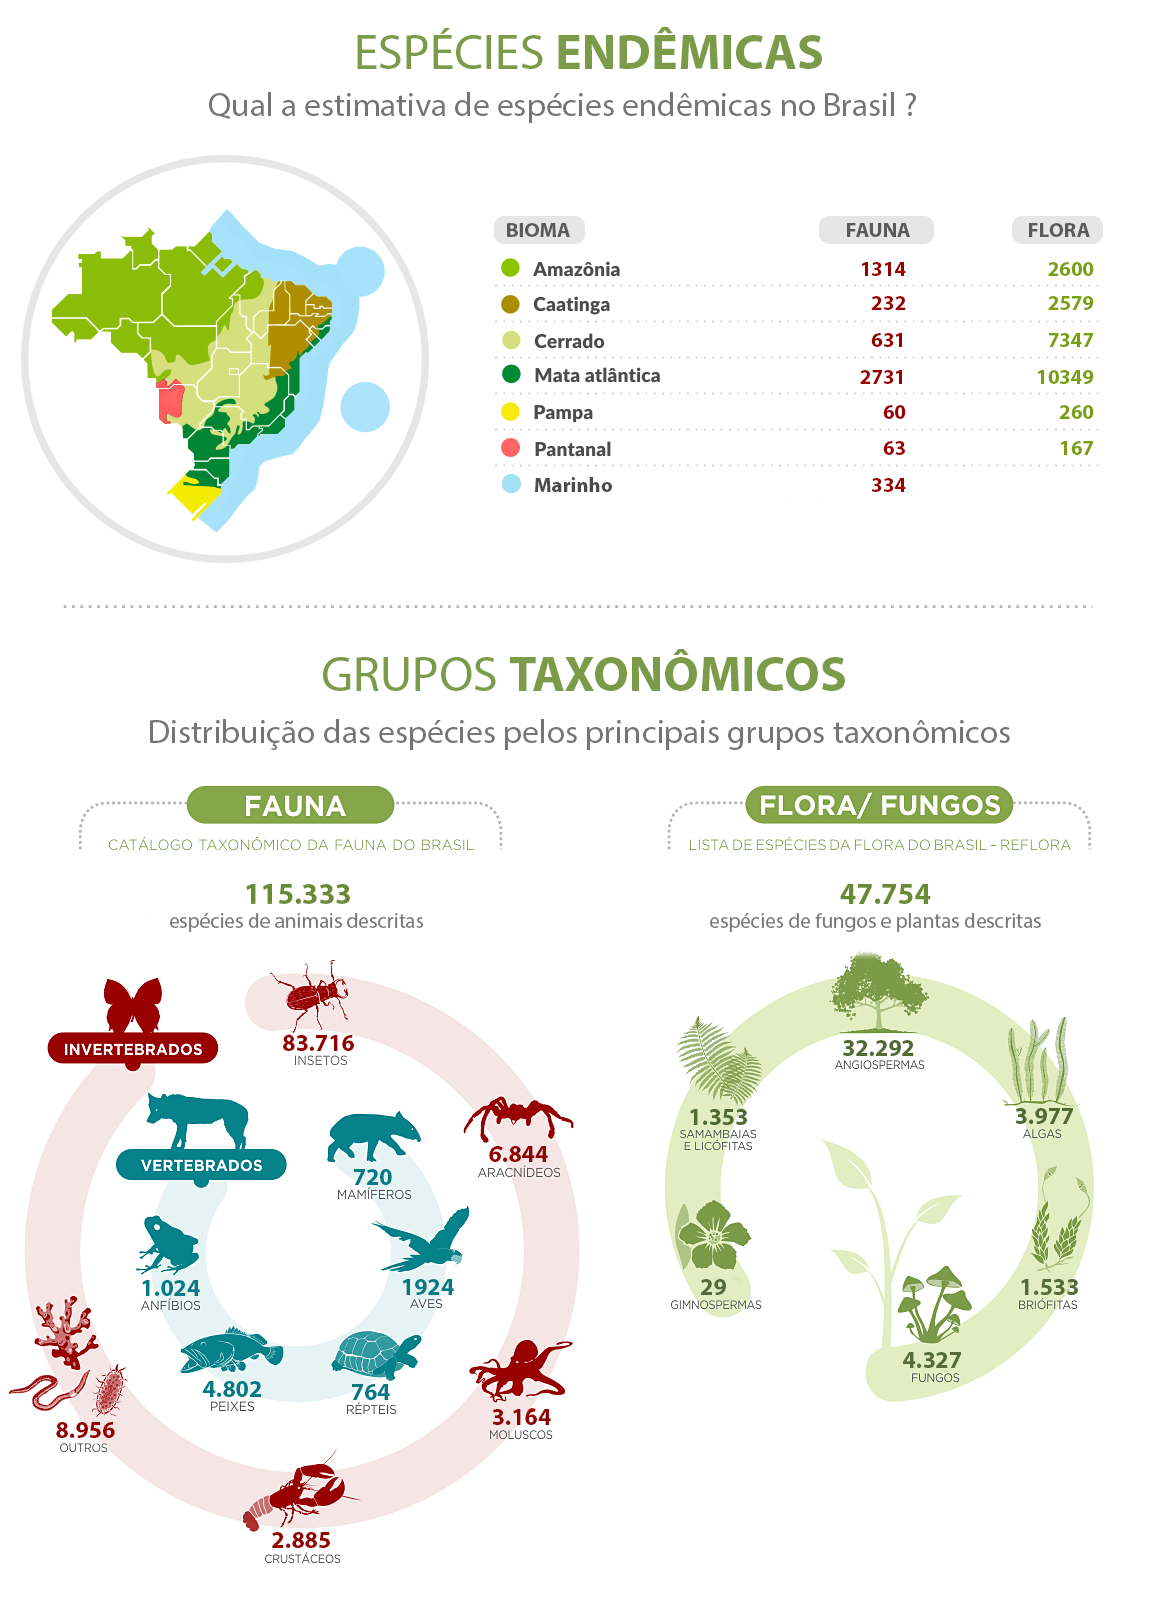 ESPÉCIES ENDÊMICAS
Qual a estimativa de espécies endêmicas no Brasil ?
BIOMA FAUNA FLORA
Amazônia 1314 2600
Caatinga 232 2579
Cerrado 631 7347
Mata atlântica 2731 10349
Pampa 60 260
Pantanal 63 167
Marinho 334
GRUPOS TAXONÔMICOS
Distribuição das espécies pelos principais grupos taxonômicos
FAUNA
CATÁLOGO TAXONÔMICO DA FAUNA DO BRASIL
115.333
espécies de animais descritas
INVERTEBRADOS
83.716
INSETOS
6.844
ARACNÍDEOS
3.164
MOLUSCOS
2.885
CRUSTÁCEOS
8.956
OUTROS
VERTEBRADOS
720
MAMÍFEROS
1924
AVES
764
RÉPTEIS
4.802
PEIXES
1.024
ANFÍBIOS
FLORA/ FUNGOS
LISTA DE ESPÉCIES DA FLORA DO BRASIL – REFLORA
47.754
espécies de fungos e plantas descritas
32.292
ANGIOSPERMAS
3.977
ALGAS
1.533
BRIÓFITAS
4.327
FUNGOS
1.353
SAMAMBAIAS
E LICÓFITAS
29
GIMNOSPERMAS